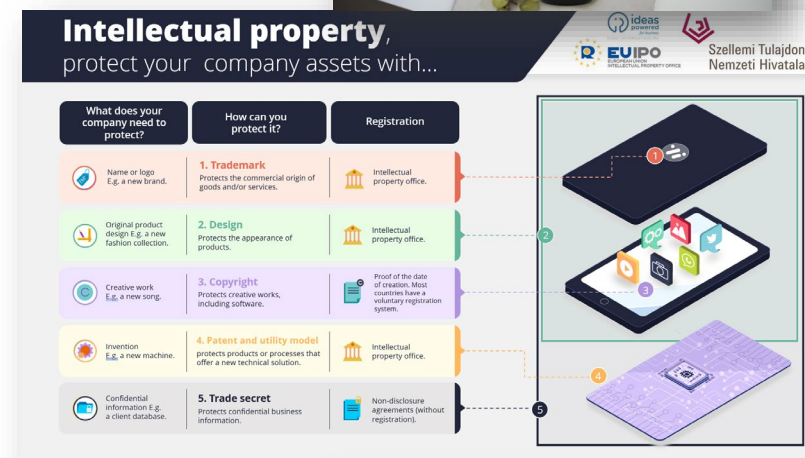 Intellectual property,
protect your company assets with...
ideas
powered
for business
EUIPO
EUROPEAN UNION
INTELLECTUAL PROPERTY OFFICE
Szellemi Tulajdon
Nemzeti Hivatala
What does your
company need to
protect?
How can you
protect it?
Registration
Name or logo
E.g. a new brand.
1. Trademark
Protects the commercial origin of
goods and/or services.
Intellectual
property office.
Original product
design E.g. a new
fashion collection.
2. Design
Protects the appearance of
products.
Intellectual
property office.
Creative work
E.g. a new song.
3. Copyright
Protects creative works,
including software.
Proof of the date
of creation. Most
countries have a
voluntary registration
system.
Invention
E.g. a new machine.
4. Patent and utility model
protects products or processes that
offer a new technical solution.
Intellectual
property office.
Confidential
information E.g.
a client database.
5. Trade secret
Protects confidential business
information.
Non-disclosure
agreements (without
registration).
1
2
3
4
5